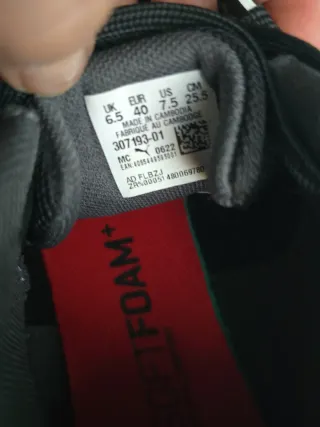 UK EUR US CM
6.5 40 7.5 25.5
MADE IN CAMBODIA
FABRIQUÉ AU CAMBODGE
307193-01
MC 0622
AD FLBZJ
FOAM+